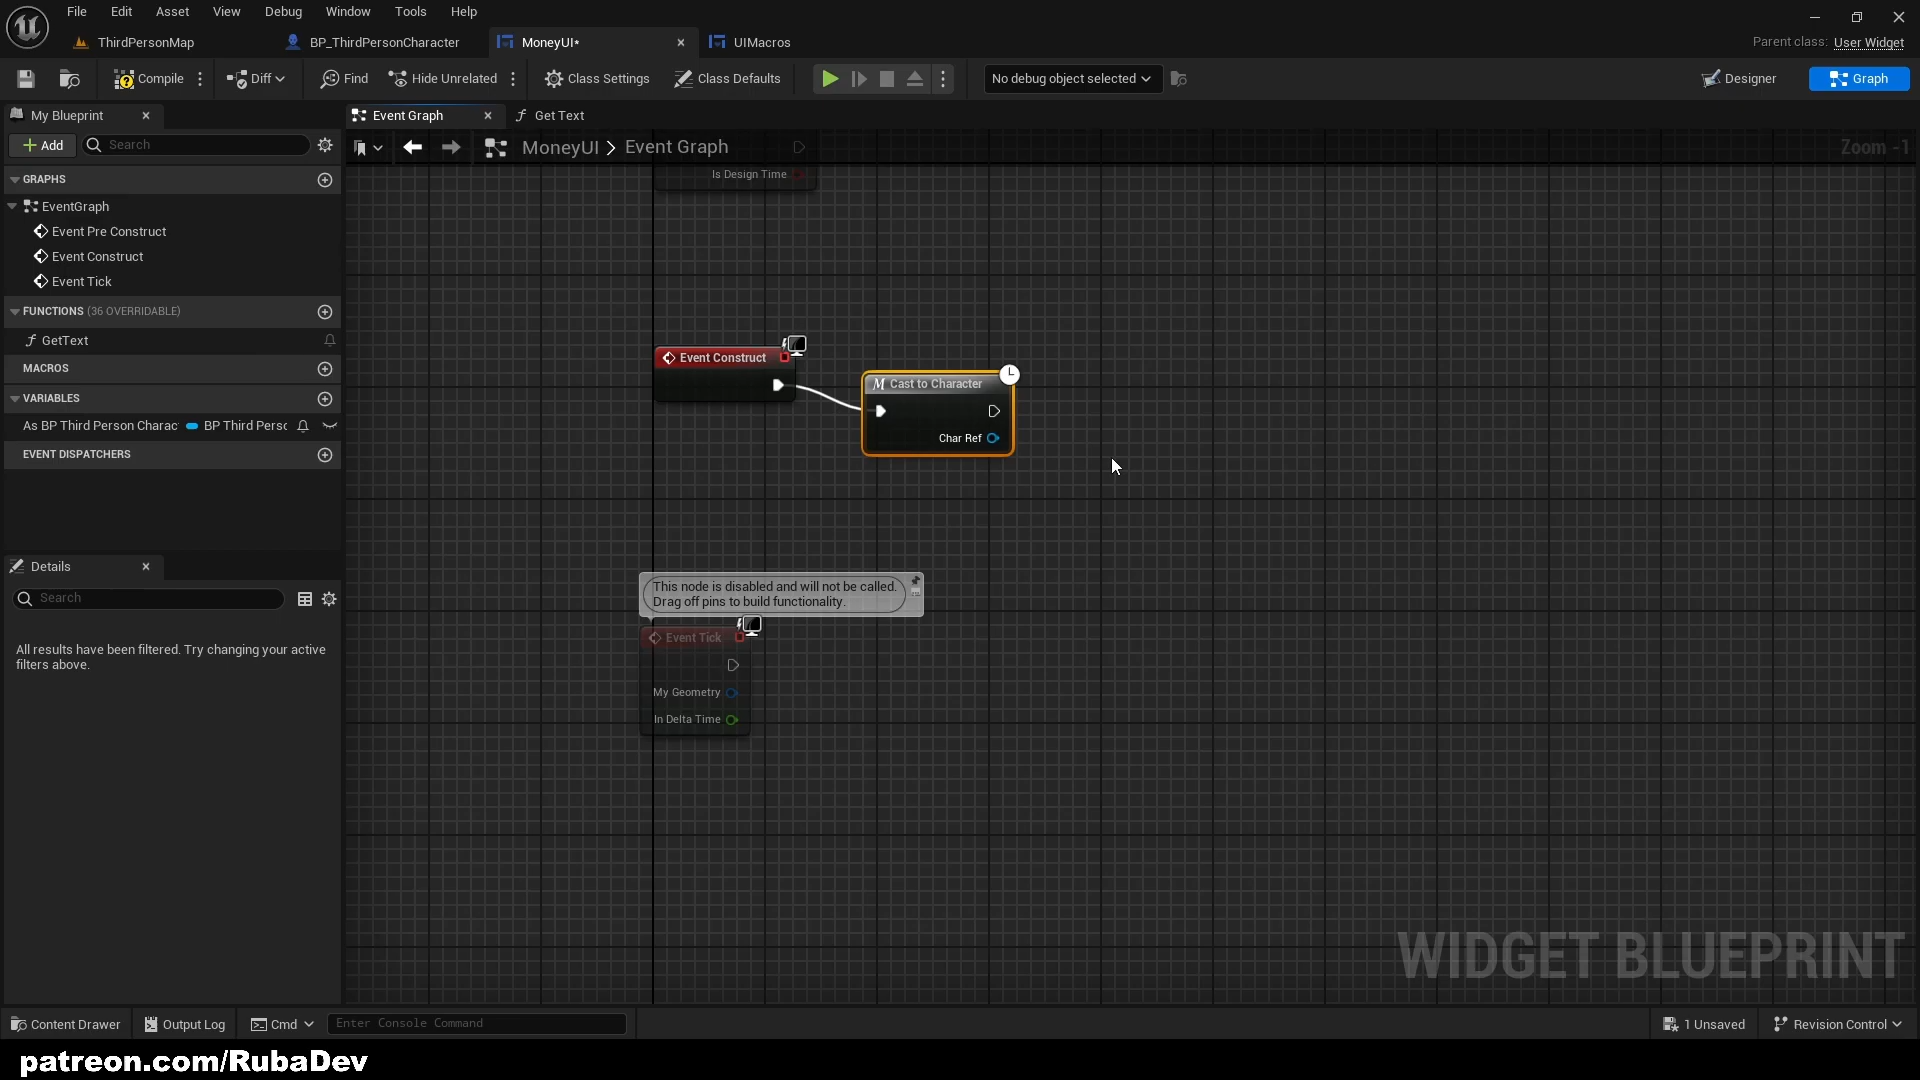 File Edit Asset View Debug Window Tools Help
ThirdPersonMap BP_ThirdPersonCharacter MoneyUI* UIMacros Parent class: User Widget
Compile Diff Find Hide Unrelated Class Settings Class Defaults No debug object selected Designer Graph
My Blueprint Event Graph Get Text
Add Search MoneyUI > Event Graph Zoom -1
Is Design Time
GRAPHS
EventGraph
Event Pre Construct
Event Construct
Event Tick
FUNCTIONS (36 OVERRIDABLE)
GetText
MACROS
VARIABLES
As BP Third Person Charac BP Third Perso
EVENT DISPATCHERS
Event Construct
Cast to Character
Char Ref
Details
Search
All results have been filtered. Try changing your active
filters above.
This node is disabled and will not be called.
Drag off pins to build functionality.
Event Tick
My Geometry
In Delta Time
WIDGET BLUEPRINT
Content Drawer Output Log Cmd Enter Console Command 1 Unsaved Revision Control
patreon.com/RubaDev